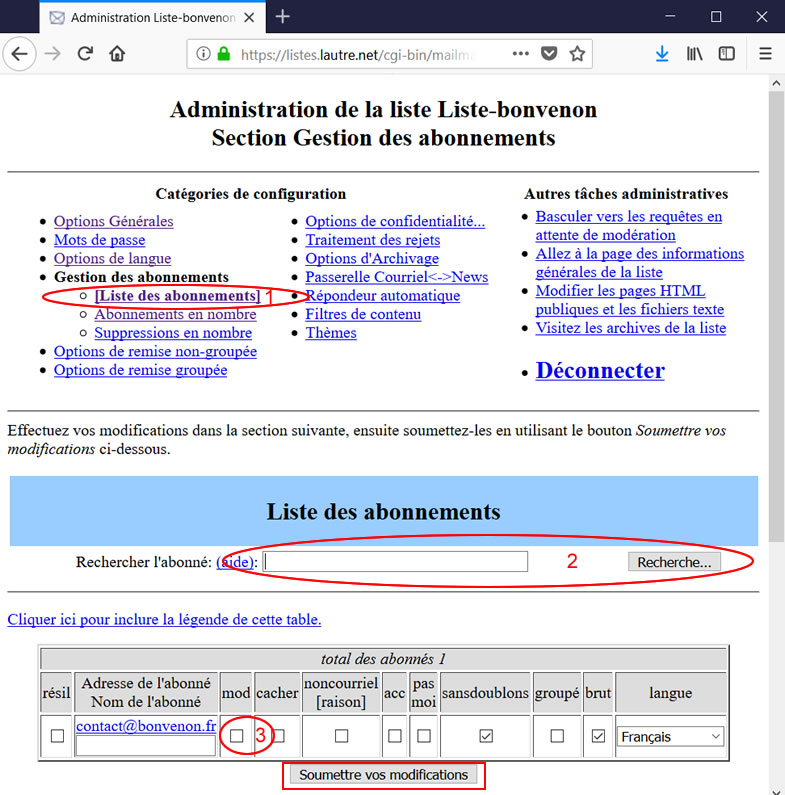 Administration Liste-bonvenon
https://listes.lautre.net/cgi-bin/mailma
Administration de la liste Liste-bonvenon
Section Gestion des abonnements
Catégories de configuration
Options Générales
Mots de passe
Options de langue
Gestion des abonnements
[Liste des abonnements] 1
Abonnements en nombre
Suppressions en nombre
Options de remise non-groupée
Options de remise groupée
Options de confidentialité...
Traitement des rejets
Options d'Archivage
Passerelle Courriel<->News
Répondeur automatique
Filtres de contenu
Thèmes
Autres tâches administratives
Basculer vers les requêtes en
attente de modération
Allez à la page des informations
générales de la liste
Modifier les pages HTML
publiques et les fichiers texte
Visitez les archives de la liste
Déconnecter
Effectuez vos modifications dans la section suivante, ensuite soumettez-les en utilisant le bouton Soumettre vos
modifications ci-dessous.
Liste des abonnements
Rechercher l'abonné: (aide): 2 Recherche...
Cliquer ici pour inclure la légende de cette table.
total des abonnés 1
résil Adresse de l'abonné Nom de l'abonné mod cacher noncourriel [raison] acc pas moi sansdoublons groupé brut langue
contact@bonvenon.fr 3 Français
Soumettre vos modifications